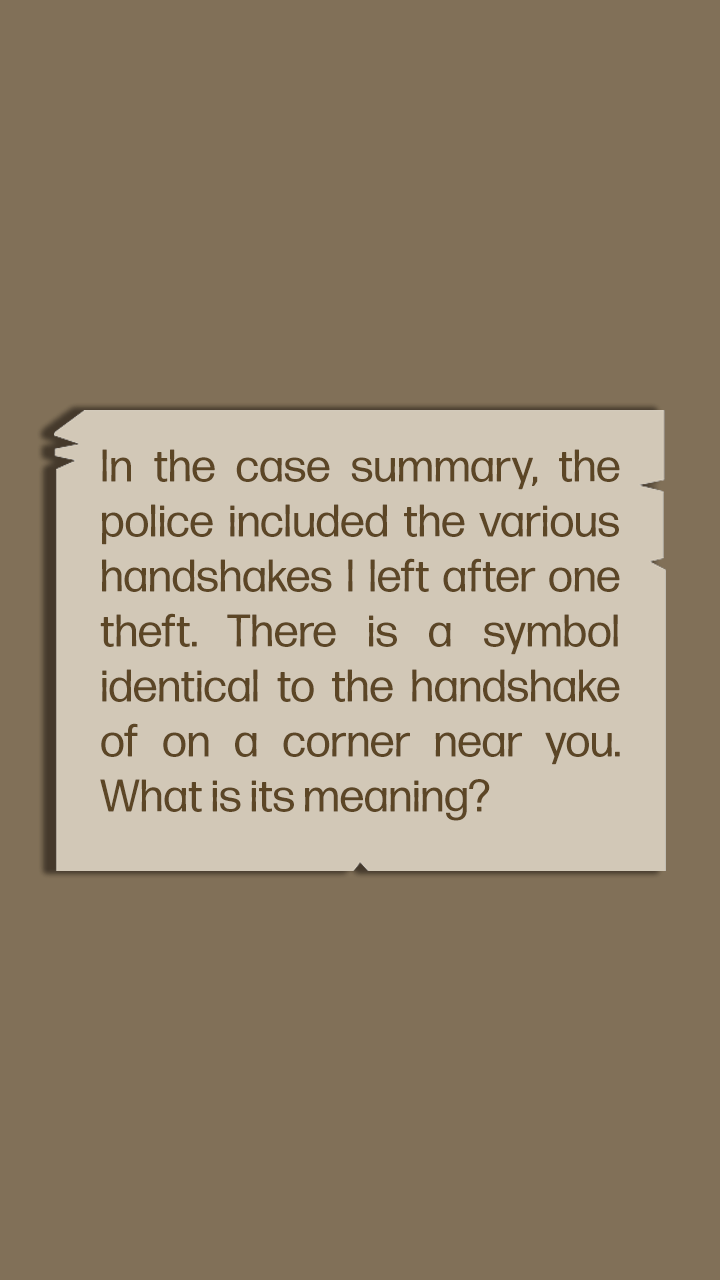 In the case summary, the
police included the various
handshakes I left after one
theft. There is a symbol
identical to the handshake
of on a corner near you.
What is its meaning?